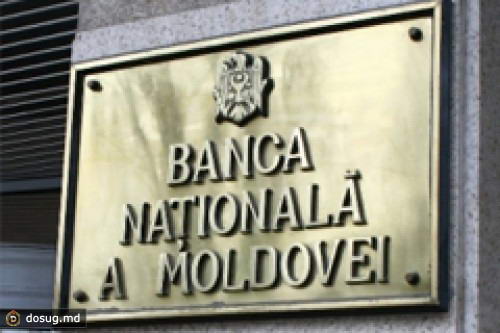 BANCA
NAȚIONALĂ
A MOLDOVEI
dosug.md